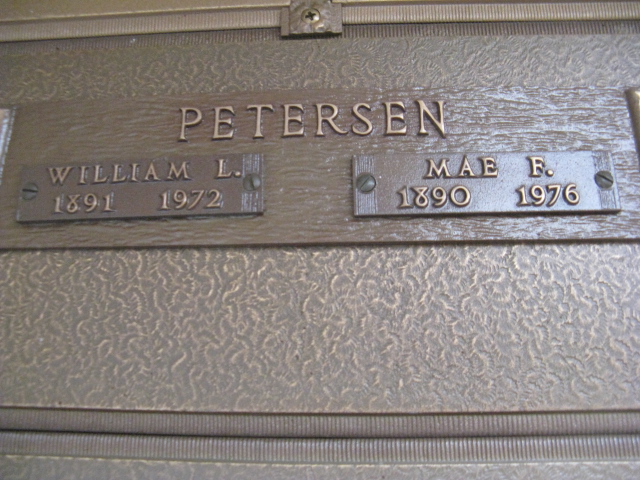 PETERSEN
WILLIAM L.
1891 1972
MAE F.
1890 1976